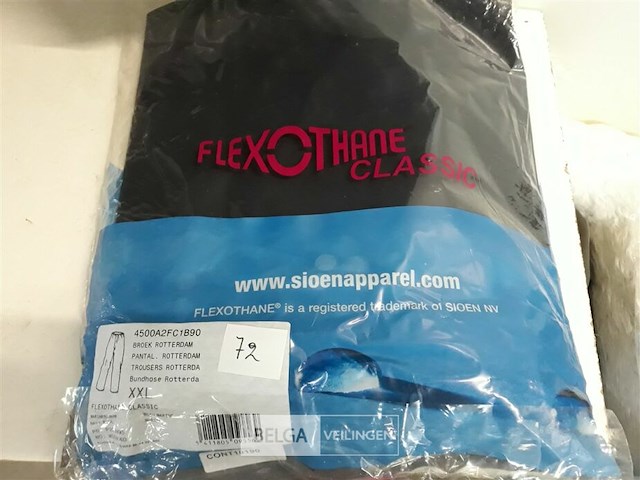 FLEXOTHANE
CLASSIC
www.sioenapparel.com
FLEXOTHANE® is a registered trademark of SIOEN NV
4500A2FC1B90
BROEK ROTTERDAM
PANTAL. ROTTERDAM
TROUSERS ROTTERDA
Bundhose Rotterda
XXL
72
FLEXOTHANE CLASSIC
BELGA VEILINGEN